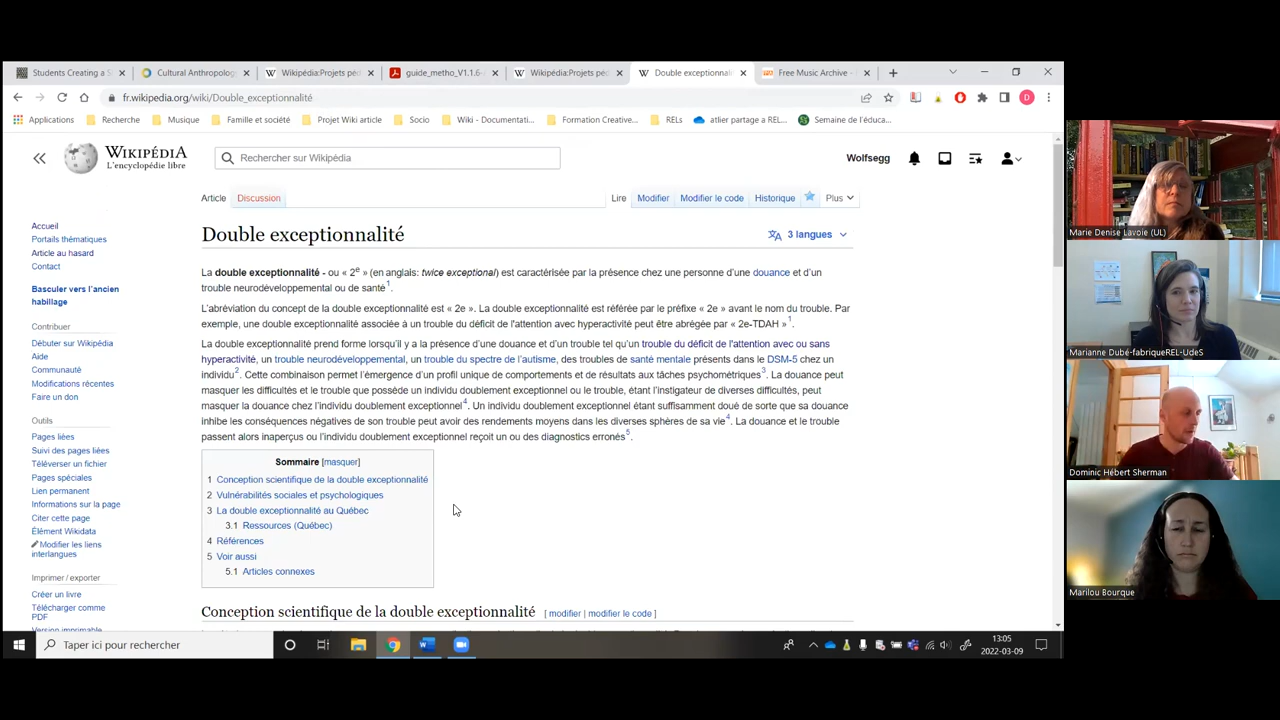 Students Creating a S
Cultural Anthropolog
Wikipédia:Projets péd
guide_metho_V1.1.6-
Wikipédia:Projets péd
Double exceptionnali
Free Music Archive -
fr.wikipedia.org/wiki/Double_exceptionnalité
D
Applications
Recherche
Musique
Famille et société
Projet Wiki article
Socio
Wiki - Documentati...
Formation Creative...
RELs
atlier partage a REL...
Semaine de l'éduca...
WIKIPÉDIA
L'encyclopédie libre
Rechercher sur Wikipédia
Wolfsegg
Article
Discussion
Lire
Modifier
Modifier le code
Historique
Plus
Accueil
Portails thématiques
Article au hasard
Contact
Basculer vers l'ancien
habillage
Contribuer
Débuter sur Wikipédia
Aide
Communauté
Modifications récentes
Faire un don
Outils
Pages liées
Suivi des pages liées
Téléverser un fichier
Pages spéciales
Lien permanent
Informations sur la page
Citer cette page
Élément Wikidata
Modifier les liens
interlangues
Imprimer / exporter
Créer un livre
Télécharger comme
PDF
Version imprimable
Double exceptionnalité
3 langues
La double exceptionnalité - ou « 2e » (en anglais: twice exceptional) est caractérisée par la présence chez une personne d'une douance et d'un
trouble neurodéveloppemental ou de santé1.
L'abréviation du concept de la double exceptionnalité est « 2e ». La double exceptionnalité est référée par le préfixe « 2e » avant le nom du trouble. Par
exemple, une double exceptionnalité associée à un trouble du déficit de l'attention avec hyperactivité peut être abrégée par « 2e-TDAH »1.
La double exceptionnalité prend forme lorsqu'il y a la présence d'une douance et d'un trouble tel qu'un trouble du déficit de l'attention avec ou sans
hyperactivité, un trouble neurodéveloppemental, un trouble du spectre de l'autisme, des troubles de santé mentale présents dans le DSM-5 chez un
individu2. Cette combinaison permet l'émergence d'un profil unique de comportements et de résultats aux tâches psychométriques3. La douance peut
masquer les difficultés et le trouble que possède un individu doublement exceptionnel ou le trouble, étant l'instigateur de diverses difficultés, peut
masquer la douance chez l'individu doublement exceptionnel4. Un individu doublement exceptionnel étant suffisamment doué de sorte que sa douance
inhibe les conséquences négatives de son trouble peut avoir des rendements moyens dans les diverses sphères de sa vie4. La douance et le trouble
passent alors inaperçus ou l'individu doublement exceptionnel reçoit un ou des diagnostics erronés5.
Sommaire [masquer]
1 Conception scientifique de la double exceptionnalité
2 Vulnérabilités sociales et psychologiques
3 La double exceptionnalité au Québec
3.1 Ressources (Québec)
4 Références
5 Voir aussi
5.1 Articles connexes
Conception scientifique de la double exceptionnalité [ modifier | modifier le code ]
Taper ici pour rechercher
13:05
2022-03-09
Marie Denise Lavoie (UL)
Marianne Dubé-fabriqueREL-UdeS
Dominic Hébert Sherman
Marilou Bourque